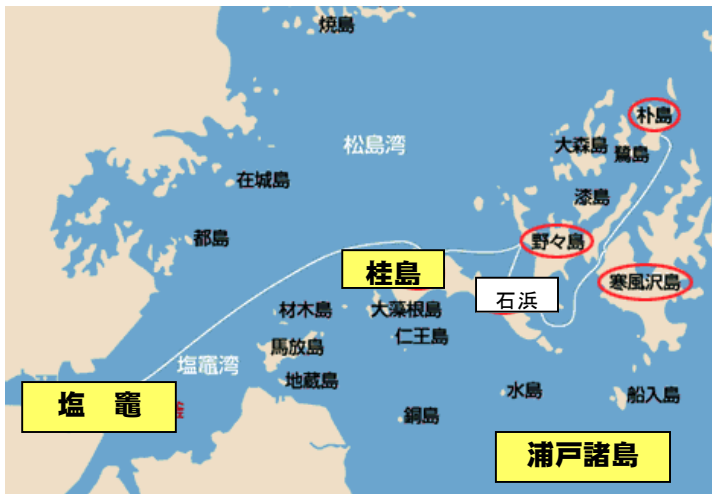 焼島
朴島
松島湾
大森島
鷺島
在城島
漆島
都島
野々島
桂島
寒風沢島
石浜
材木島
大藻根島
仁王島
馬放島
塩竈湾
地蔵島
水島
船入島
塩　竈
銅島
浦戸諸島